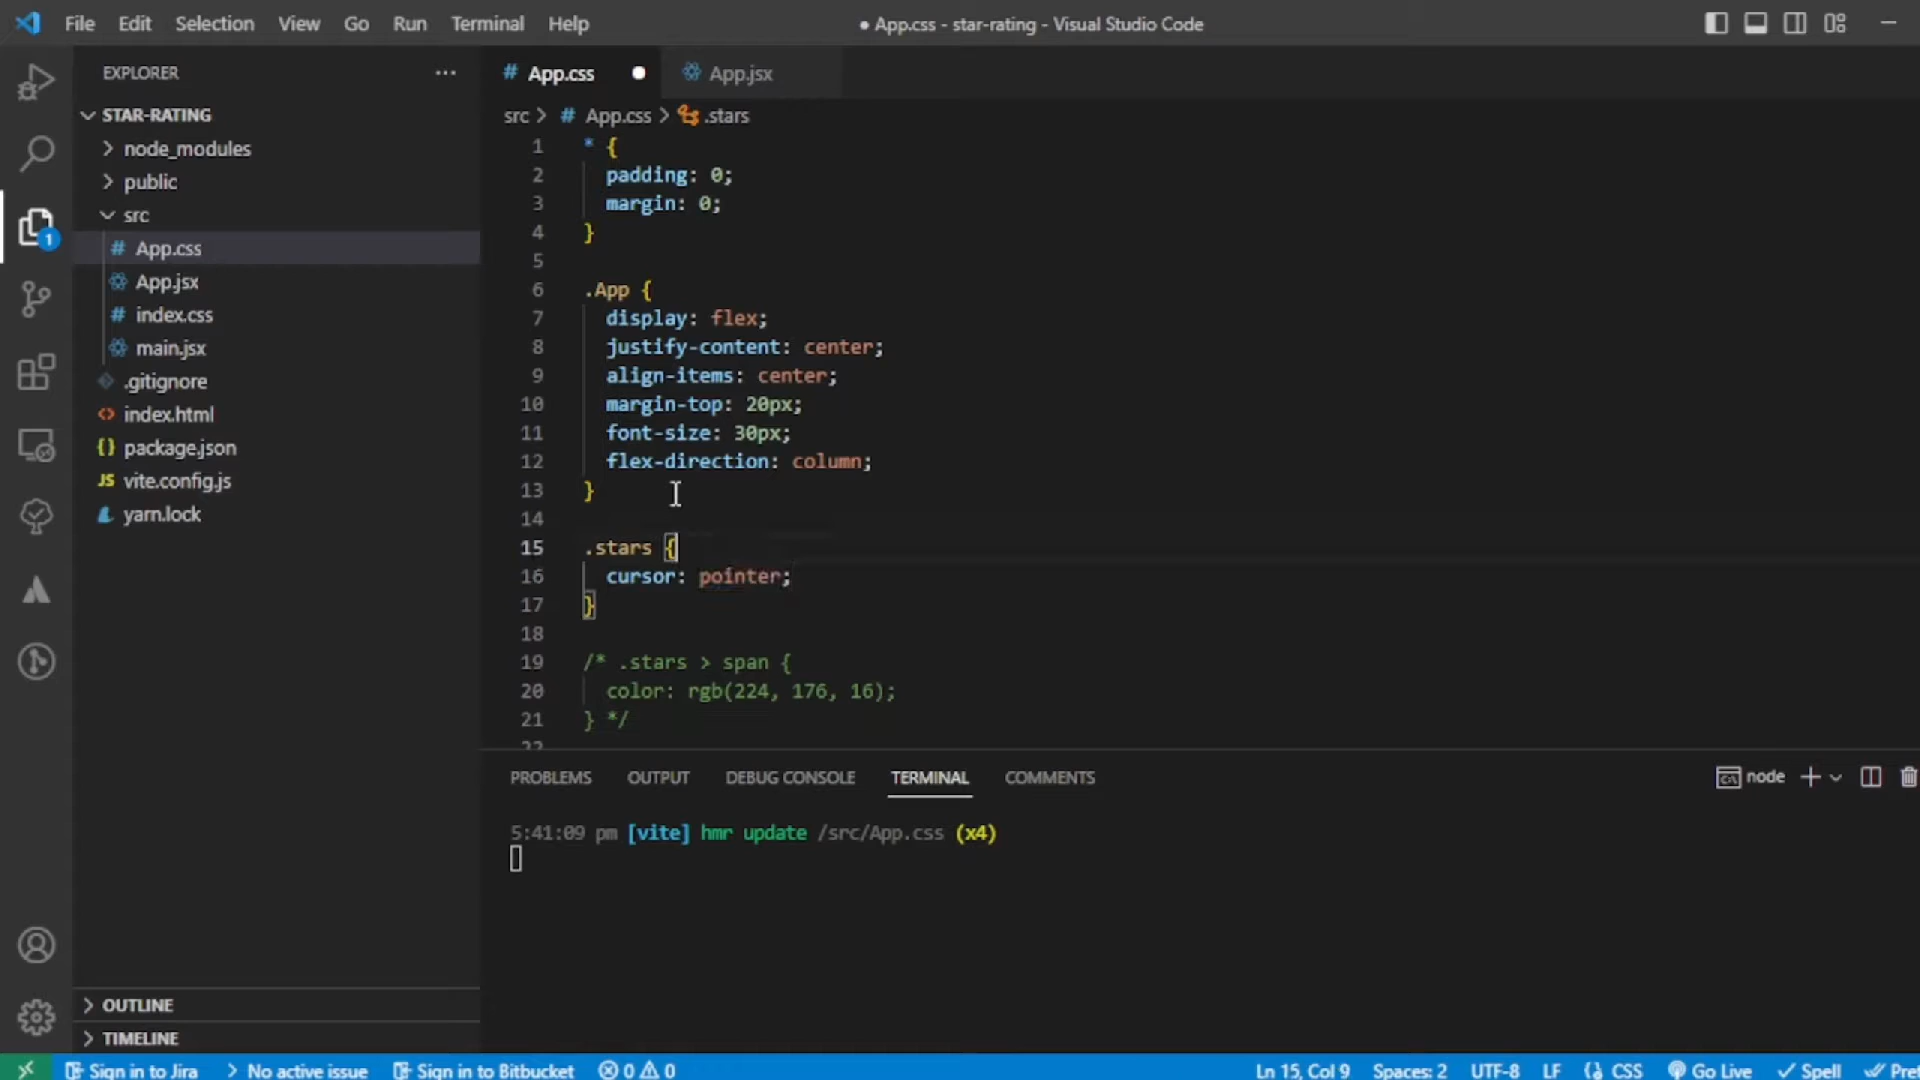 File Edit Selection View Go Run Terminal Help
● App.css - star-rating - Visual Studio Code
EXPLORER ···
# App.css ● App.jsx
STAR-RATING
src > # App.css > .stars
node_modules
public
src
# App.css
App.jsx
# index.css
main.jsx
.gitignore
<> index.html
{} package.json
JS vite.config.js
yarn.lock
1 * {
2 padding: 0;
3 margin: 0;
4 }
5
6 .App {
7 display: flex;
8 justify-content: center;
9 align-items: center;
10 margin-top: 20px;
11 font-size: 30px;
12 flex-direction: column;
13 }
14
15 .stars {
16 cursor: pointer;
17 }
18
19 /* .stars > span {
20 color: rgb(224, 176, 16);
21 } */
22
1
PROBLEMS OUTPUT DEBUG CONSOLE TERMINAL COMMENTS
node
5:41:09 pm [vite] hmr update /src/App.css (x4)
OUTLINE
TIMELINE
Sign in to Jira > No active issue Sign in to Bitbucket 0 0
Ln 15, Col 9 Spaces: 2 UTF-8 LF CSS Go Live Spell Pret